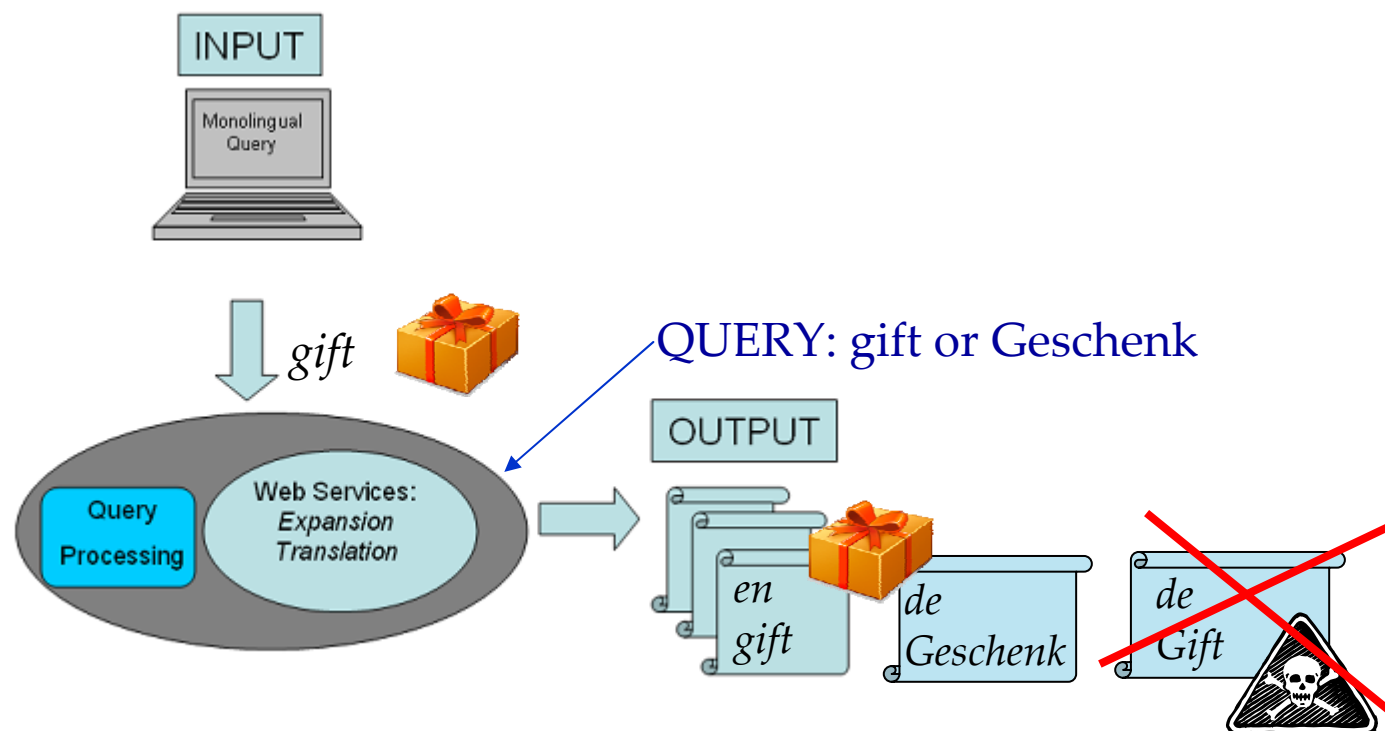 INPUT
Monolingual
Query
gift
QUERY: gift or Geschenk
OUTPUT
Query
Processing
Web Services:
Expansion
Translation
en
gift
de
Geschenk
de
Gift